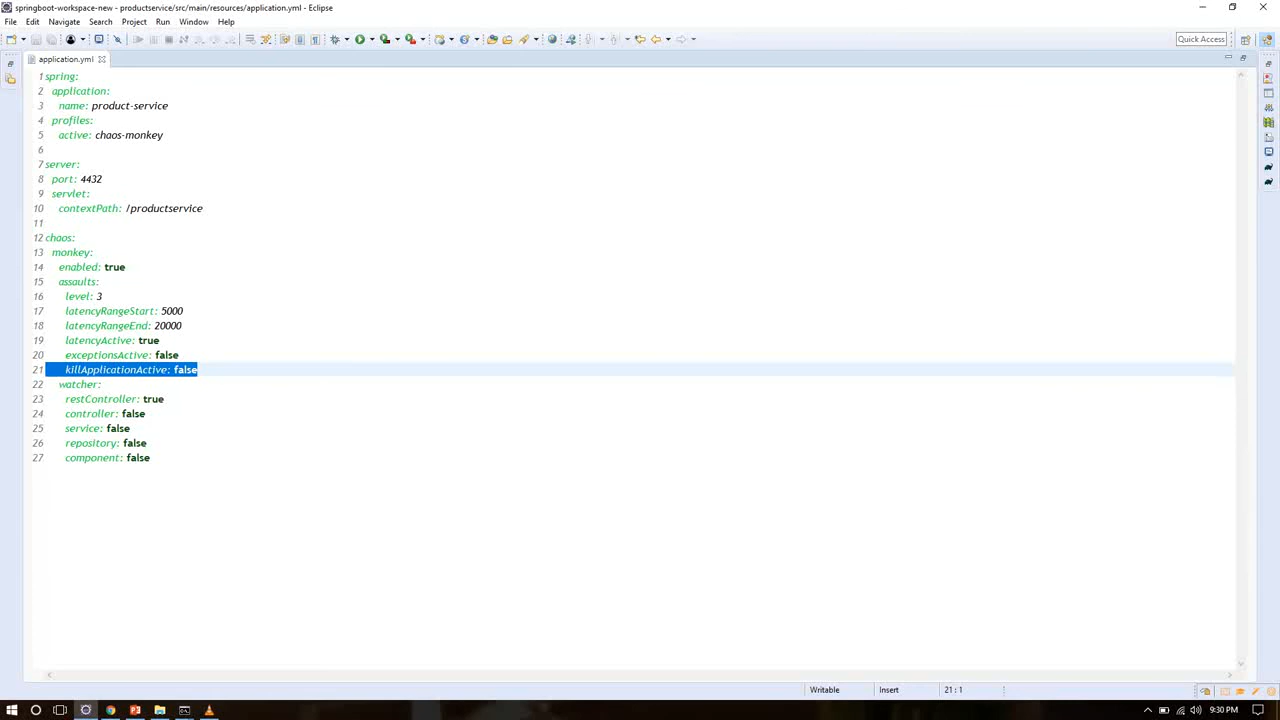 springboot-workspace-new - productservice/src/main/resources/application.yml - Eclipse
File Edit Navigate Search Project Run Window Help
Quick Access
application.yml
1 spring:
2 application:
3 name: product-service
4 profiles:
5 active: chaos-monkey
6
7 server:
8 port: 4432
9 servlet:
10 contextPath: /productservice
11
12 chaos:
13 monkey:
14 enabled: true
15 assaults:
16 level: 3
17 latencyRangeStart: 5000
18 latencyRangeEnd: 20000
19 latencyActive: true
20 exceptionsActive: false
21 killApplicationActive: false
22 watcher:
23 restController: true
24 controller: false
25 service: false
26 repository: false
27 component: false
Writable Insert 21 : 1
9:30 PM